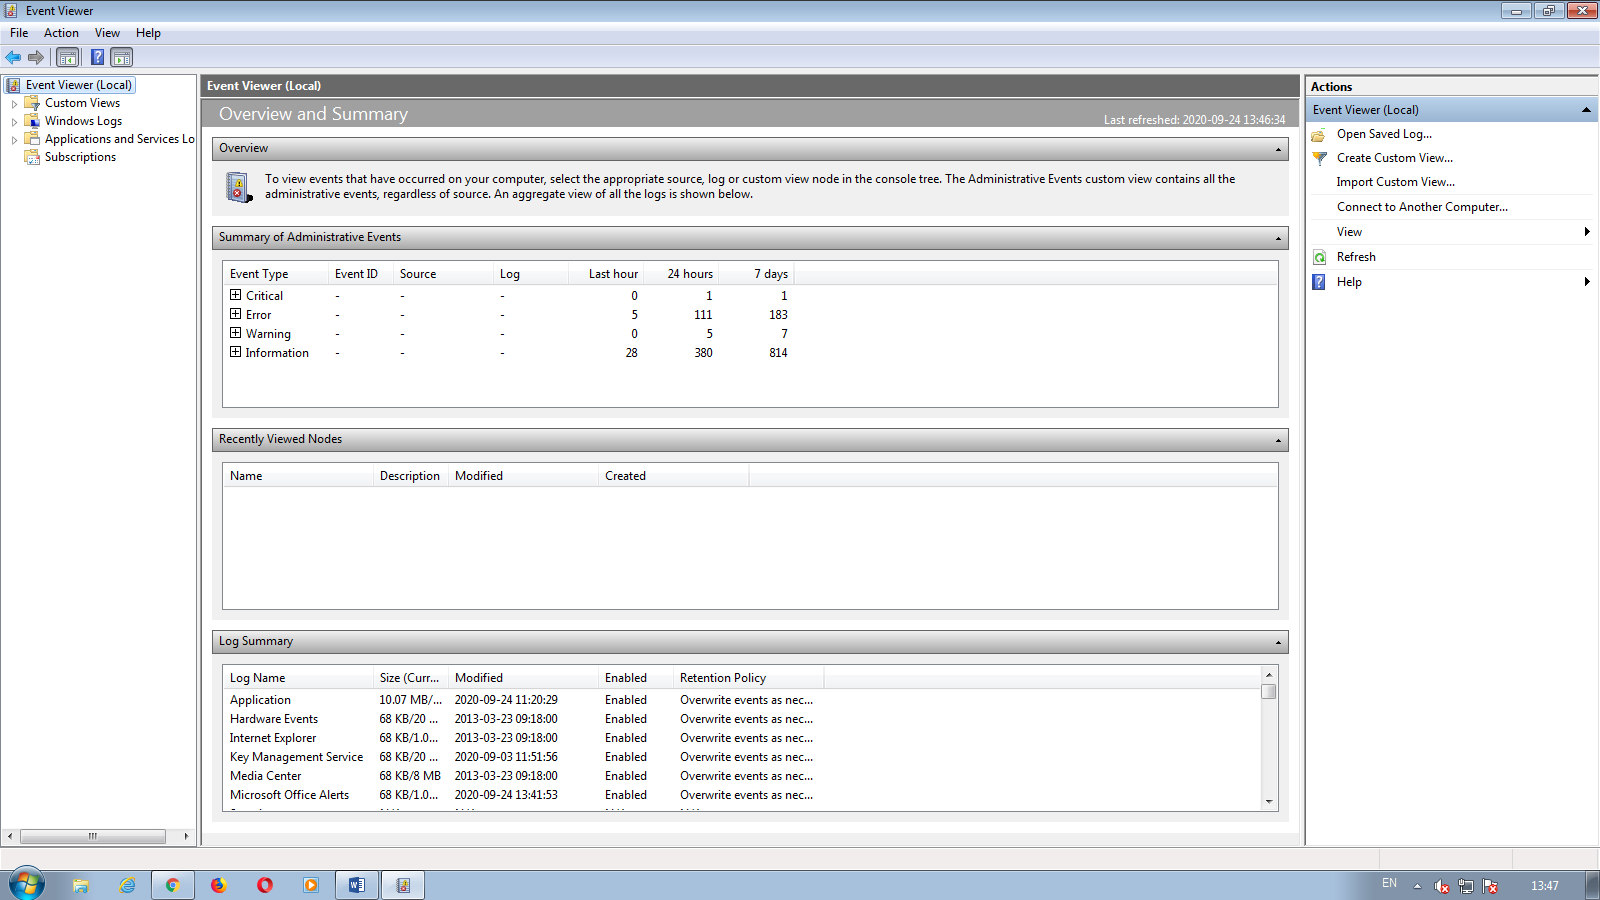 Event Viewer
File Action View Help
Event Viewer (Local)
Custom Views
Windows Logs
Applications and Services Lo
Subscriptions
Event Viewer (Local)
Overview and Summary
Last refreshed: 2020-09-24 13:46:34
Overview
To view events that have occurred on your computer, select the appropriate source, log or custom view node in the console tree. The Administrative Events custom view contains all the
administrative events, regardless of source. An aggregate view of all the logs is shown below.
Summary of Administrative Events
Event Type Event ID Source Log Last hour 24 hours 7 days
Critical - - - 0 1 1
Error - - - 5 111 183
Warning - - - 0 5 7
Information - - - 28 380 814
Recently Viewed Nodes
Name Description Modified Created
Log Summary
Log Name Size (Curr... Modified Enabled Retention Policy
Application 10.07 MB/... 2020-09-24 11:20:29 Enabled Overwrite events as nec...
Hardware Events 68 KB/20 ... 2013-03-23 09:18:00 Enabled Overwrite events as nec...
Internet Explorer 68 KB/1.0... 2013-03-23 09:18:00 Enabled Overwrite events as nec...
Key Management Service 68 KB/20 ... 2020-09-03 11:51:56 Enabled Overwrite events as nec...
Media Center 68 KB/8 MB 2013-03-23 09:18:00 Enabled Overwrite events as nec...
Microsoft Office Alerts 68 KB/1.0... 2020-09-24 13:41:53 Enabled Overwrite events as nec...
Actions
Event Viewer (Local)
Open Saved Log...
Create Custom View...
Import Custom View...
Connect to Another Computer...
View
Refresh
Help
EN
13:47